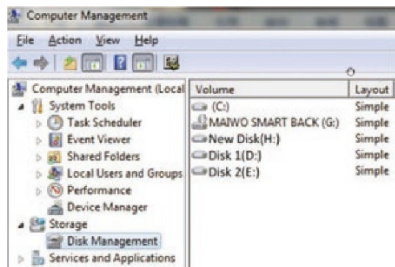 Computer Management
File Action View Help
Computer Management (Local
System Tools
Task Scheduler
Event Viewer
Shared Folders
Local Users and Groups
Performance
Device Manager
Storage
Disk Management
Services and Applications
Volume Layout
(C:) Simple
MAIWO SMART BACK (G:) Simple
New Disk(H:) Simple
Disk 1(D:) Simple
Disk 2(E:) Simple